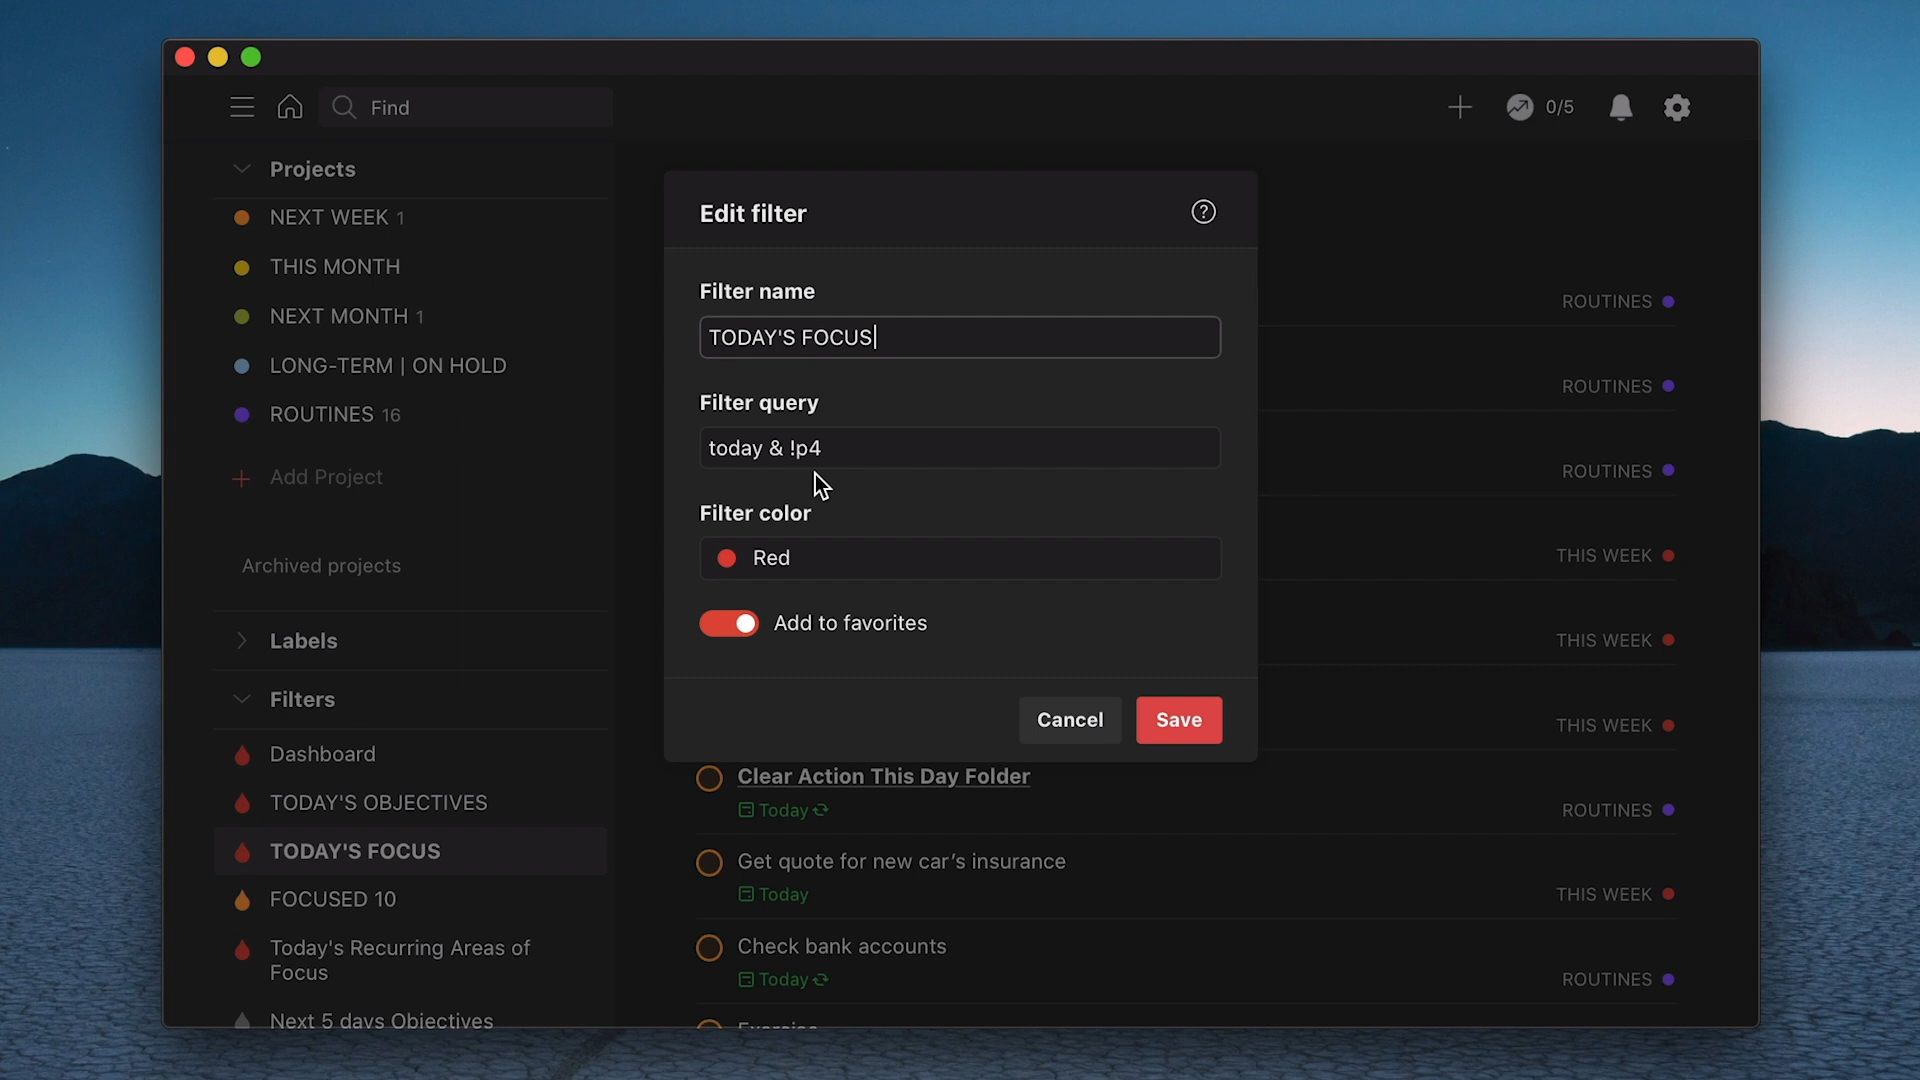 Find
0/5
Projects
NEXT WEEK 1
THIS MONTH
NEXT MONTH 1
LONG-TERM | ON HOLD
ROUTINES 16
Add Project
Archived projects
Labels
Filters
Dashboard
TODAY'S OBJECTIVES
TODAY'S FOCUS
FOCUSED 10
Today's Recurring Areas of
Focus
Next 5 days Objectives
Edit filter
?
Filter name
TODAY'S FOCUS
Filter query
today & !p4
Filter color
Red
Add to favorites
Cancel
Save
ROUTINES
ROUTINES
ROUTINES
THIS WEEK
THIS WEEK
THIS WEEK
Clear Action This Day Folder
Today
ROUTINES
Get quote for new car's insurance
Today
THIS WEEK
Check bank accounts
Today
ROUTINES